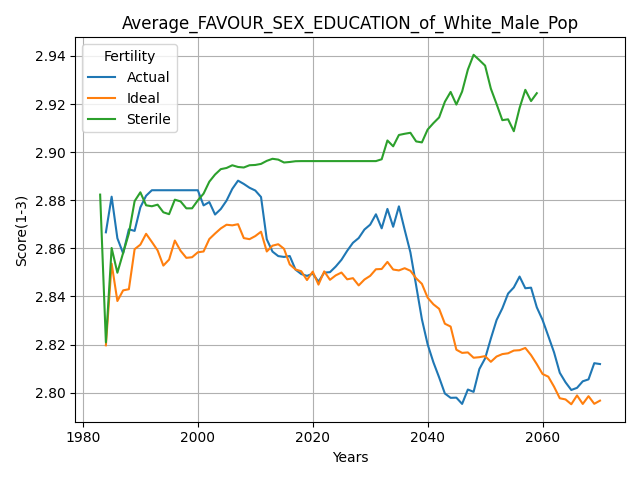 Average_FAVOUR_SEX_EDUCATION_of_White_Male_Pop
Fertility
Actual
Ideal
Sterile
Score(1-3)
2.94
2.92
2.90
2.88
2.86
2.84
2.82
2.80
1980
2000
2020
2040
2060
Years